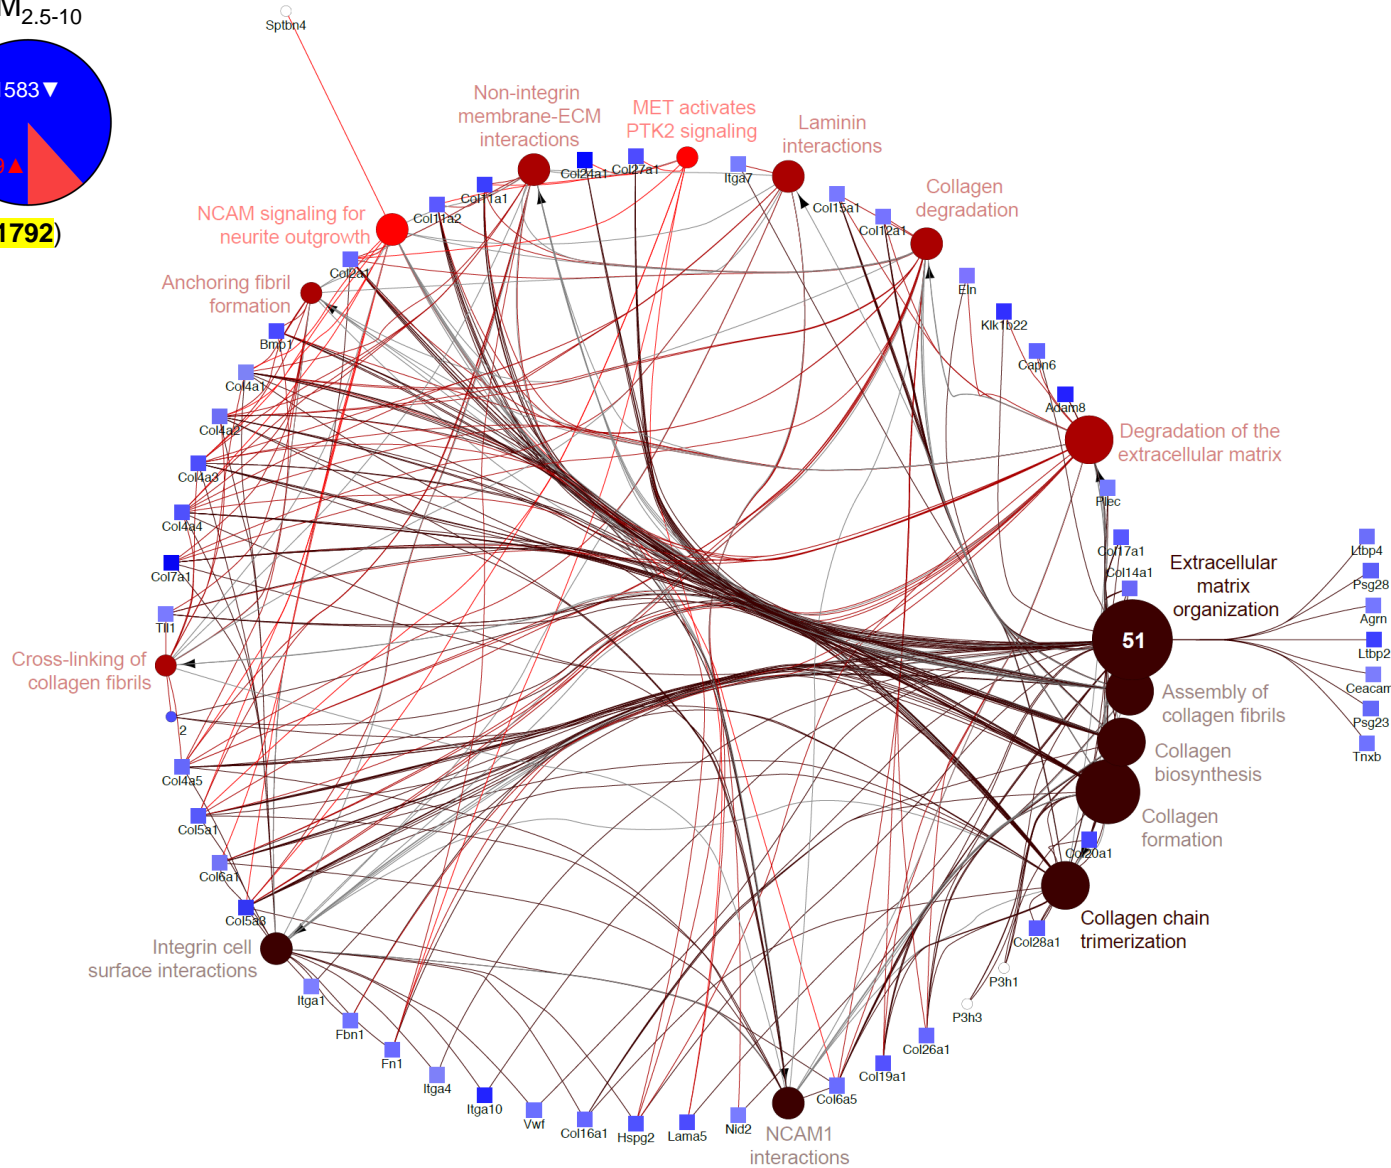 M2.5-10
1583▼
9▲
1792)
Sptbn4
Non-integrin
membrane-ECM
interactions
MET activates
PTK2 signaling
Laminin
interactions
Collagen
degradation
NCAM signaling for
neurite outgrowth
Anchoring fibril
formation
Col24a1
Col27a1
Itga7
Col15a1
Col12a1
Col11a1
Col11a2
Col2a1
Eln
Klk1b22
Capn6
Adam8
Bmp1
Col4a1
Col4a2
Col4a3
Col4a4
Col7a1
Tll1
Degradation of the
extracellular matrix
Plec
Col17a1
Col14a1
Extracellular
matrix
organization
51
Ltbp4
Psg28
Agrn
Ltbp2
Ceacam
Psg23
Tnxb
Cross-linking of
collagen fibrils
2
Assembly of
collagen fibrils
Collagen
biosynthesis
Collagen
formation
Col4a5
Col5a1
Col6a1
Col5a3
Col20a1
Collagen chain
trimerization
Integrin cell
surface interactions
Col28a1
P3h1
P3h3
Itga1
Fbn1
Fn1
Itga4
Itga10
Vwf
Col16a1
Hspg2
Lama5
Nid2
NCAM1
interactions
Col6a5
Col19a1
Col26a1